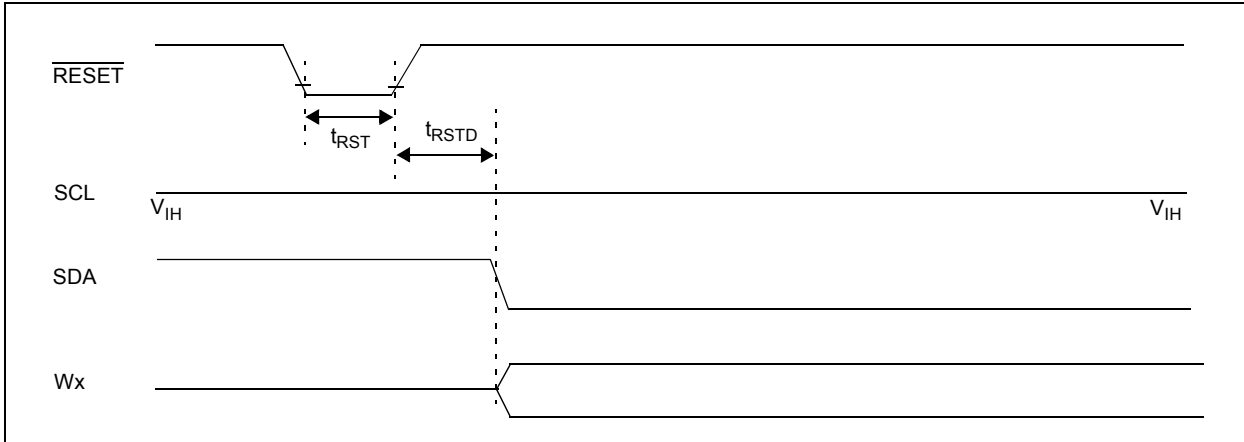 RESET
tRST
tRSTD
SCL
VIH
VIH
SDA
Wx